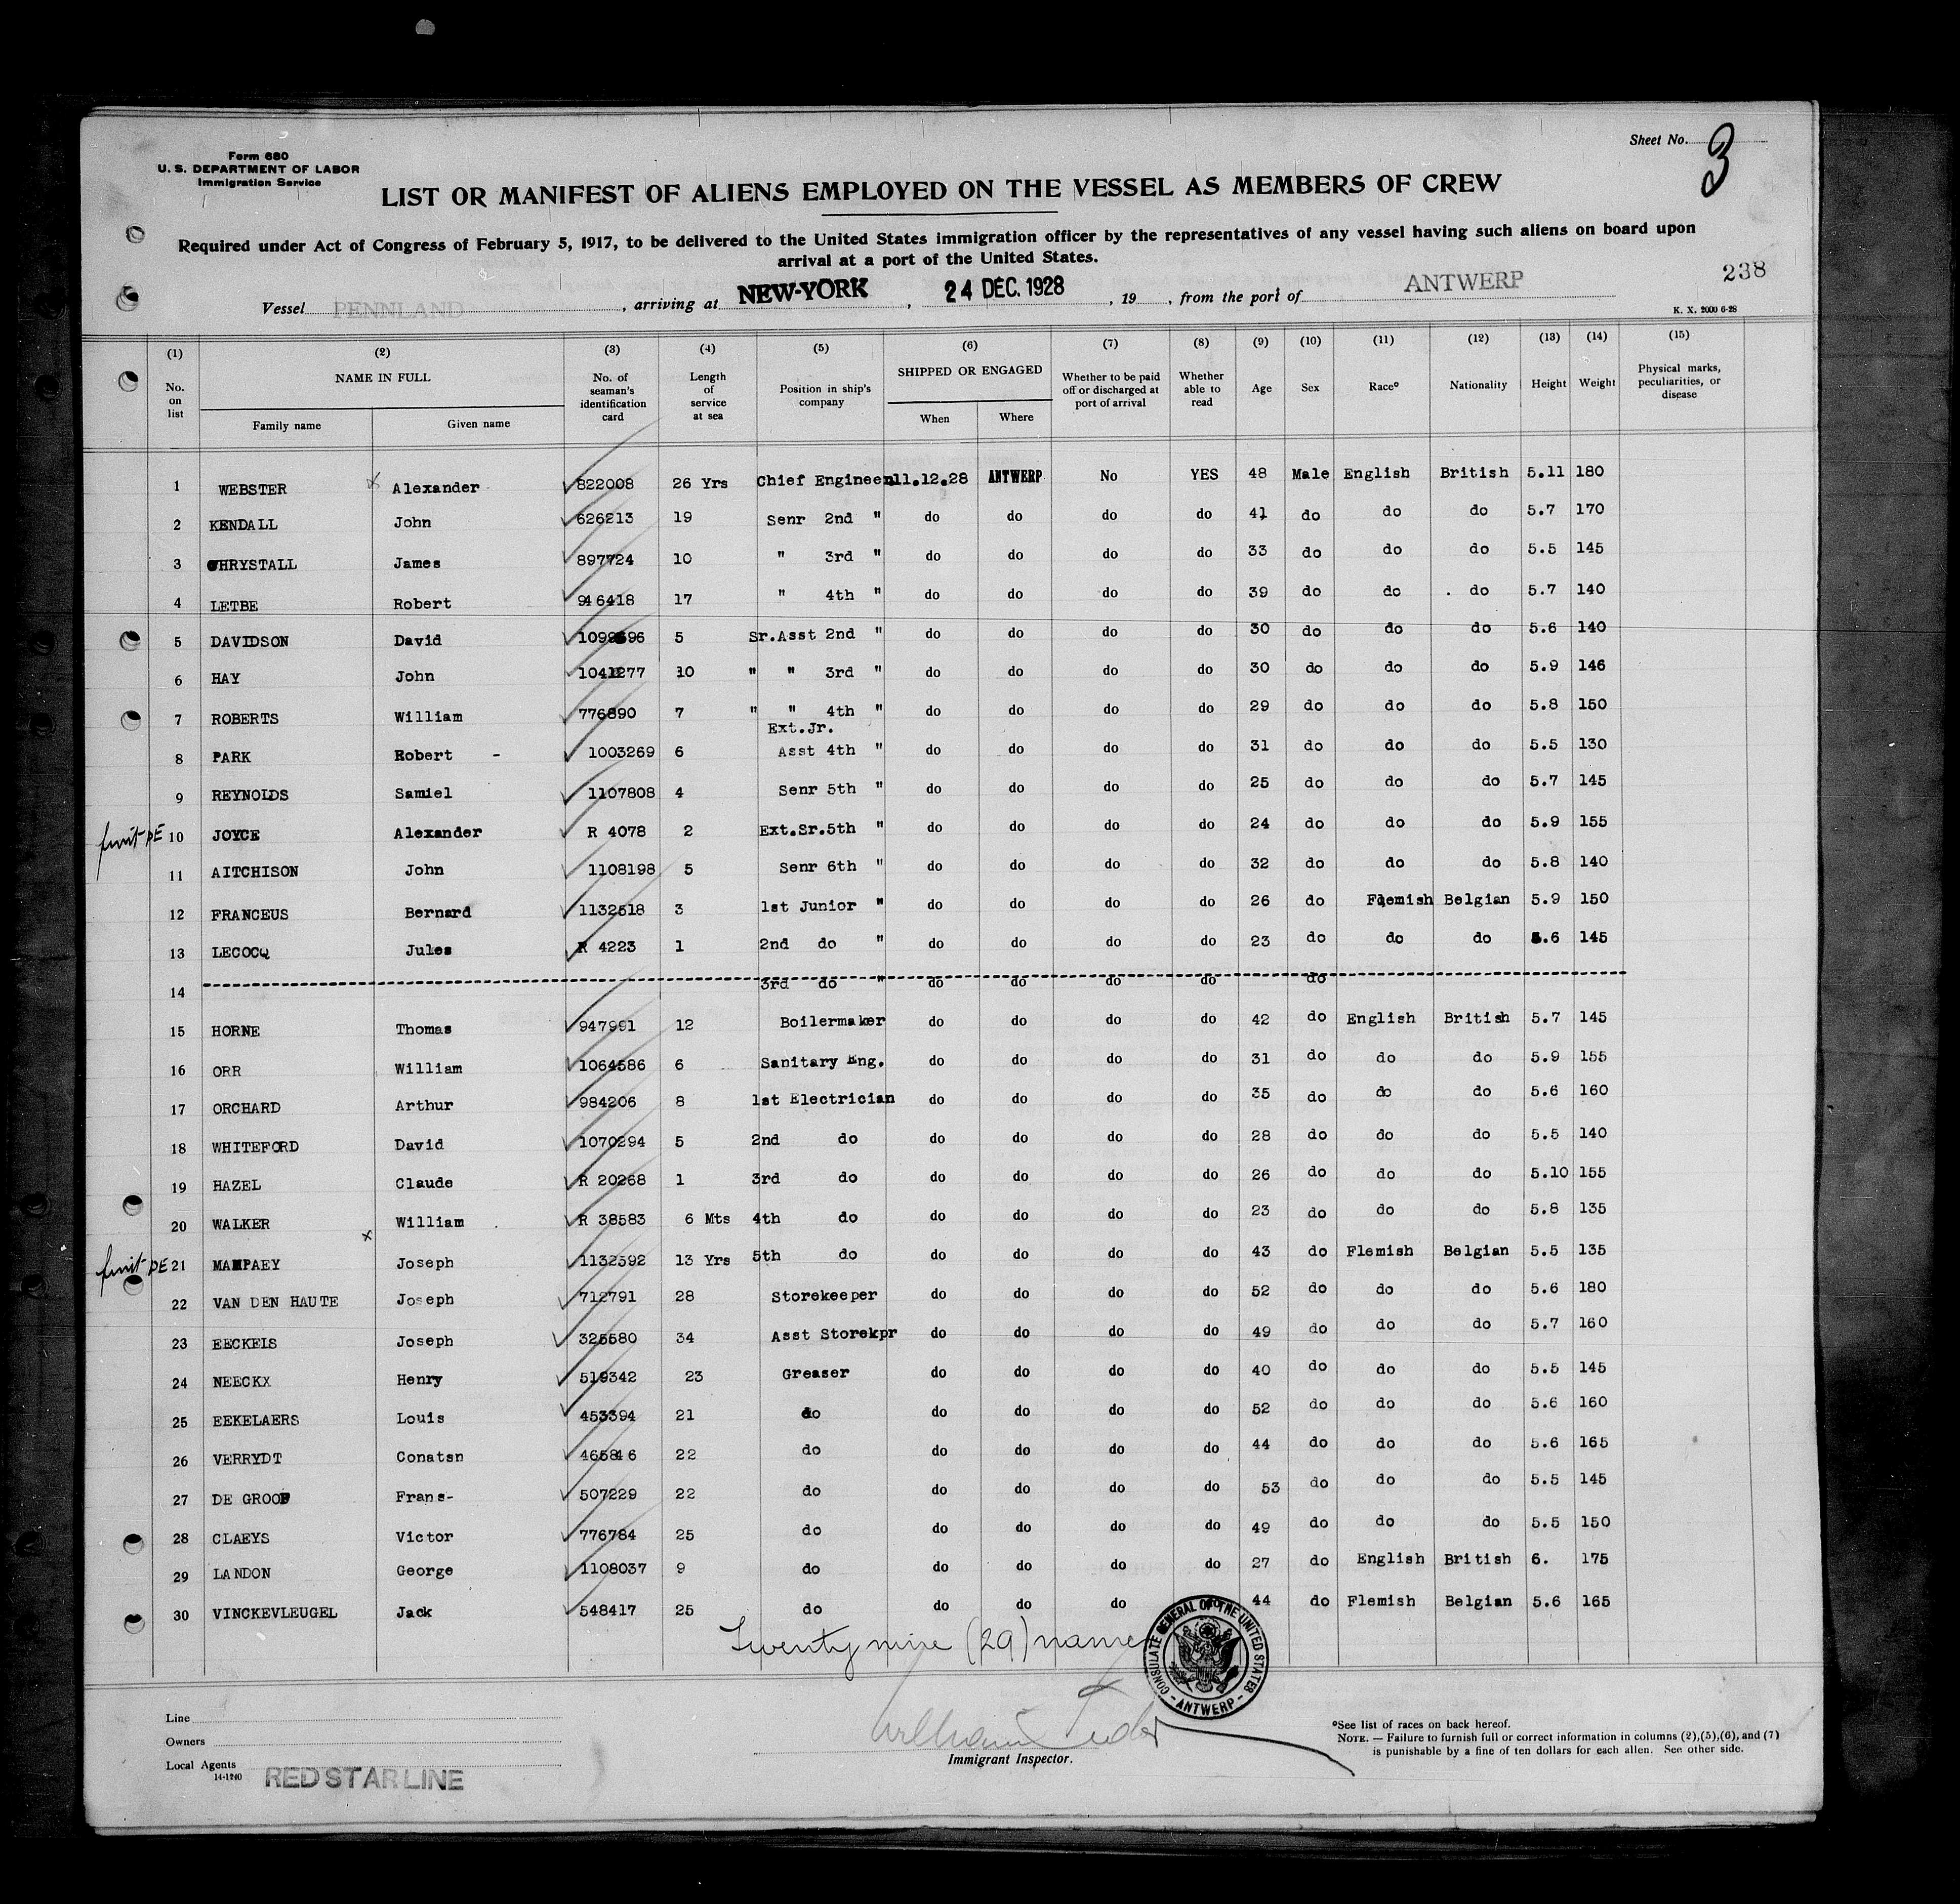 Sheet No. 3
Form 680
U. S. DEPARTMENT OF LABOR
Immigration Service
LIST OR MANIFEST OF ALIENS EMPLOYED ON THE VESSEL AS MEMBERS OF CREW
Required under Act of Congress of February 5, 1917, to be delivered to the United States immigration officer by the representatives of any vessel having such aliens on board upon
arrival at a port of the United States.
238
Vessel PENNLAND, arriving at NEW-YORK, 24 DEC. 1928, 19 , from the port of ANTWERP
K. X. 2000 6-28
(1) (2) (3) (4) (5) (6) (7) (8) (9) (10) (11) (12) (13) (14) (15)
No. on list NAME IN FULL Family name Given name No. of seaman's identification card Length of service at sea Position in ship's company SHIPPED OR ENGAGED When Where Whether to be paid off or discharged at port of arrival Whether able to read Age Sex Race° Nationality Height Weight Physical marks, peculiarities, or disease
1 WEBSTER Alexander 822008 26 Yrs Chief Engineer 11.12.28 ANTWERP No YES 48 Male English British 5.11 180
2 KENDALL John 626213 19 Senr 2nd " do do do do 41 do do do 5.7 170
3 CHRYSTALL James 897724 10 " 3rd " do do do do 33 do do do 5.5 145
4 LETBE Robert 946418 17 " 4th " do do do do 39 do do do 5.7 140
5 DAVIDSON David 5 Sr.Asst 2nd " do do do do 30 do do do 5.6 140
6 HAY John 1041277 10 " " 3rd " do do do do 30 do do do 5.9 146
7 ROBERTS William 776890 7 " " 4th " do do do do 29 do do do 5.8 150
8 PARK Robert - 1003269 6 Ext.Jr. Asst 4th " do do do do 31 do do do 5.5 130
9 REYNOLDS Samiel 1107808 4 Senr 5th " do do do do 25 do do do 5.7 145
10 JOYCE Alexander R 4078 2 Ext.Sr.5th " do do do do 24 do do do 5.9 155
11 AITCHISON John 1108198 5 Senr 6th " do do do do 32 do do do 5.8 140
12 FRANCEUS Bernard 1132518 3 1st Junior " do do do do 26 do Flemish Belgian 5.9 150
13 LECOCQ Jules R 4223 1 2nd do " do do do do 23 do do do 5.6 145
14 3rd do " do do do do do
15 HORNE Thomas 947991 12 Boilermaker do do do do 42 do English British 5.7 145
16 ORR William 1064586 6 Sanitary Eng. do do do do 31 do do do 5.9 155
17 ORCHARD Arthur 984206 8 1st Electrician do do do do 35 do do do 5.6 160
18 WHITEFORD David 1070294 5 2nd do do do do do 28 do do do 5.5 140
19 HAZEL Claude R 20268 1 3rd do do do do do 26 do do do 5.10 155
20 WALKER William R 38583 6 Mts 4th do do do do do 23 do do do 5.8 135
21 MAMPAEY Joseph 1132592 13 Yrs 5th do do do do do 43 do Flemish Belgian 5.5 135
22 VAN DEN HAUTE Joseph 712791 28 Storekeeper do do do do 52 do do do 5.6 180
23 EECKELS Joseph 325580 34 Asst Storekpr do do do do 49 do do do 5.7 160
24 NEECKX Henry 519342 23 Greaser do do do do 40 do do do 5.5 145
25 EEKELAERS Louis 453394 21 do do do do do 52 do do do 5.6 160
26 VERRYDT Conatsn 465846 22 do do do do do 44 do do do 5.6 165
27 DE GROOF Frans- 507229 22 do do do do do 53 do do do 5.5 145
28 CLAEYS Victor 776784 25 do do do do do 49 do do do 5.5 150
29 LANDON George 1108037 9 do do do do do 27 do English British 6. 175
30 VINCKEVLEUGEL Jack 548417 25 do do do do do 44 do Flemish Belgian 5.6 165
Twenty nine (29) names
CONSULATE GENERAL OF THE UNITED STATES - ANTWERP -
Line
Owners
Local Agents RED STAR LINE
14-1240
Immigrant Inspector.
°See list of races on back hereof.
NOTE. — Failure to furnish full or correct information in columns (2),(5),(6), and (7)
is punishable by a fine of ten dollars for each alien. See other side.